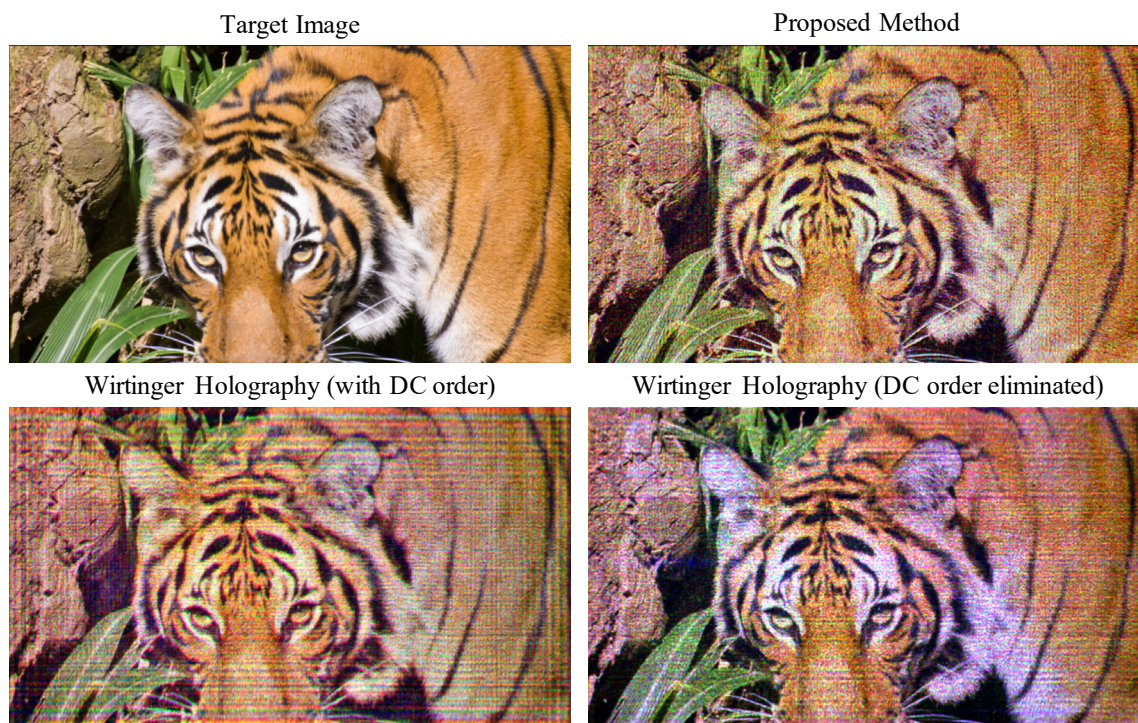 Target Image
Proposed Method
Wirtinger Holography (with DC order)
Wirtinger Holography (DC order eliminated)